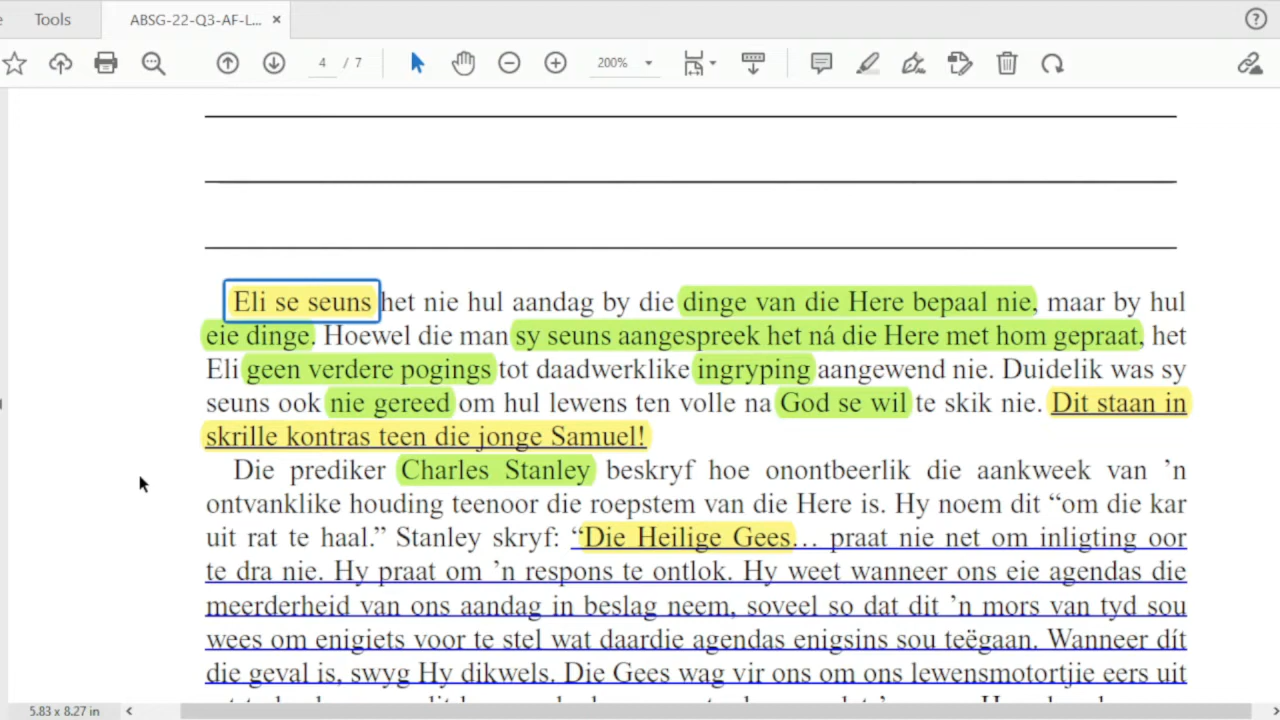 Tools
ABSG-22-Q3-AF-L... ×
4 / 7
200%
Eli se seuns het nie hul aandag by die dinge van die Here bepaal nie, maar by hul
eie dinge. Hoewel die man sy seuns aangespreek het ná die Here met hom gepraat, het
Eli geen verdere pogings tot daadwerklike ingryping aangewend nie. Duidelik was sy
seuns ook nie gereed om hul lewens ten volle na God se wil te skik nie. Dit staan in
skrille kontras teen die jonge Samuel!
Die prediker Charles Stanley beskryf hoe onontbeerlik die aankweek van ’n
ontvanklike houding teenoor die roepstem van die Here is. Hy noem dit “om die kar
uit rat te haal.” Stanley skryf: “Die Heilige Gees… praat nie net om inligting oor
te dra nie. Hy praat om ’n respons te ontlok. Hy weet wanneer ons eie agendas die
meerderheid van ons aandag in beslag neem, soveel so dat dit ’n mors van tyd sou
wees om enigiets voor te stel wat daardie agendas enigsins sou teëgaan. Wanneer dít
die geval is, swyg Hy dikwels. Die Gees wag vir ons om ons lewensmotortjie eers uit
5.83 x 8.27 in